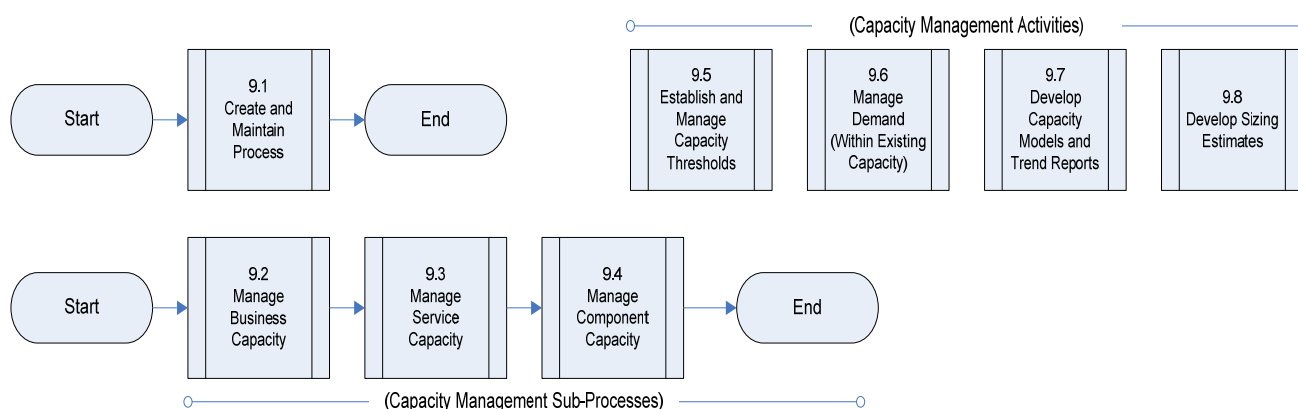 (Capacity Management Activities)
Start
9.1
Create and
Maintain
Process
End
9.5
Establish and
Manage
Capacity
Thresholds
9.6
Manage
Demand
(Within Existing
Capacity)
9.7
Develop
Capacity
Models and
Trend Reports
9.8
Develop Sizing
Estimates
Start
9.2
Manage
Business
Capacity
9.3
Manage
Service
Capacity
9.4
Manage
Component
Capacity
End
(Capacity Management Sub-Processes)